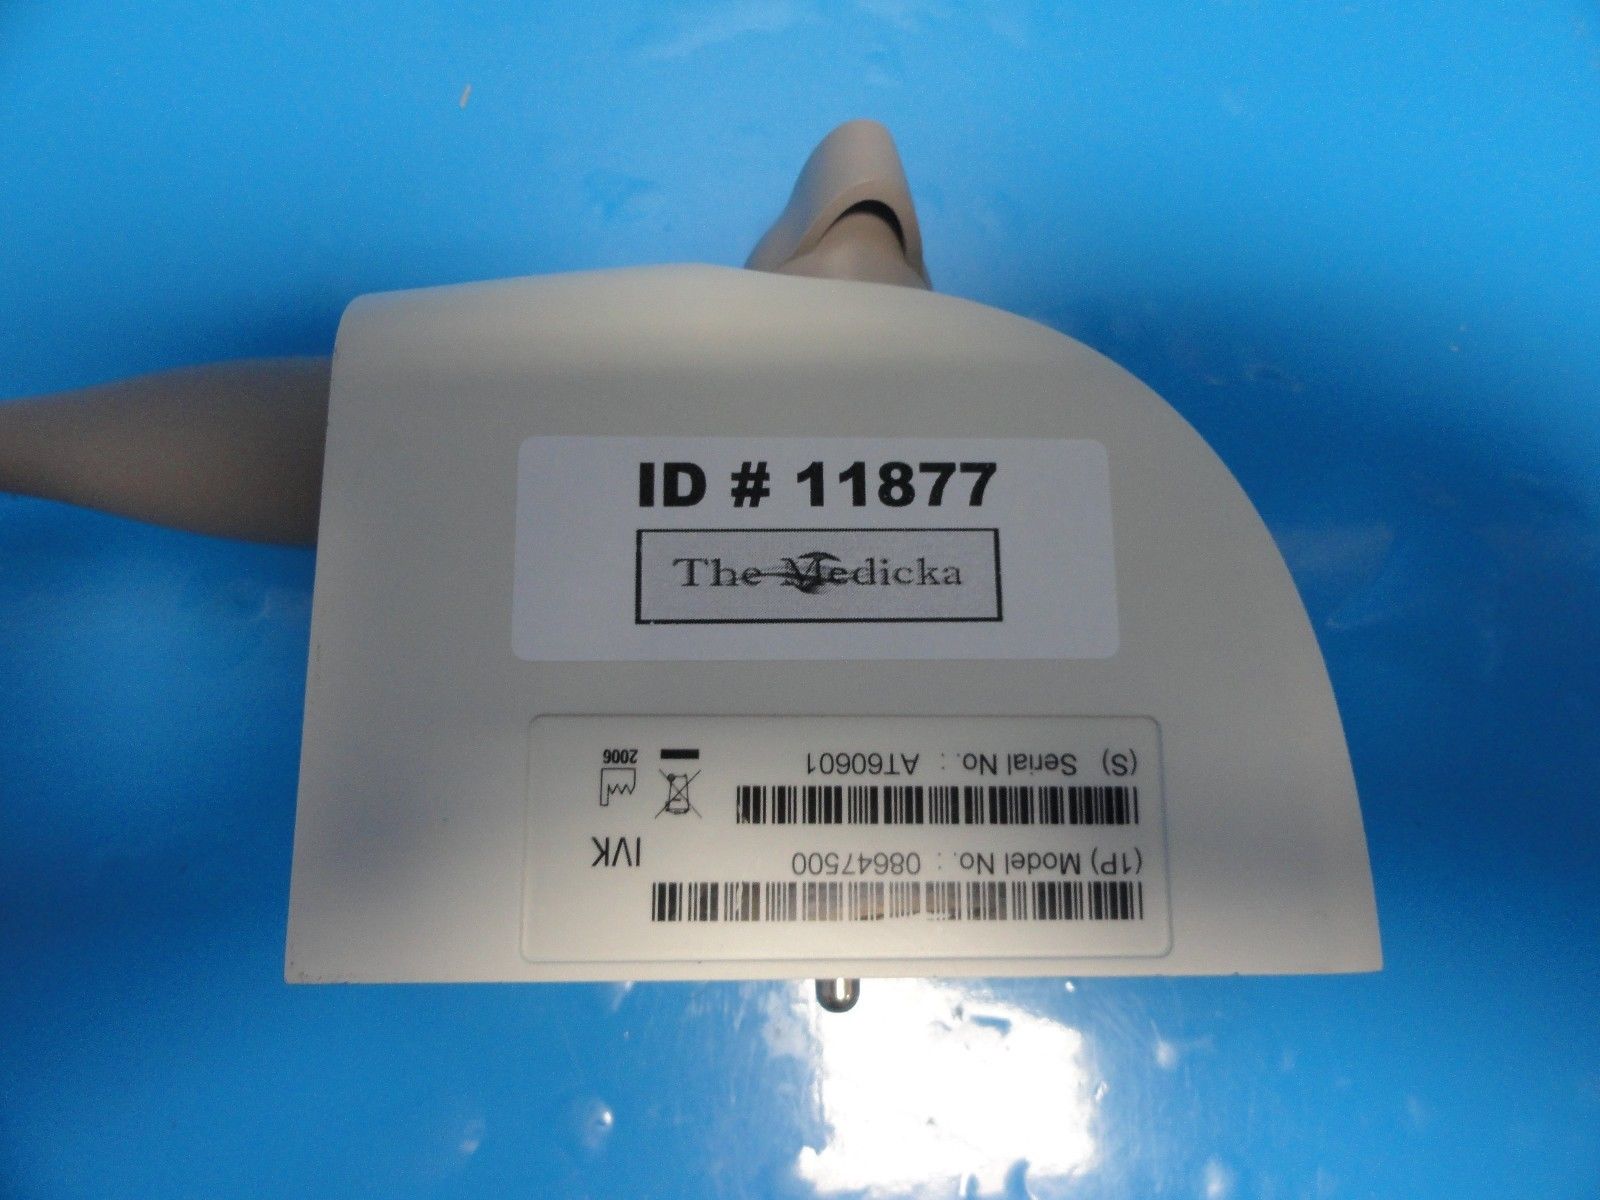 ID # 11877
The Medicka
(1P) Model No. : 08647500
IVK
(S) Serial No. : AT60601
2006